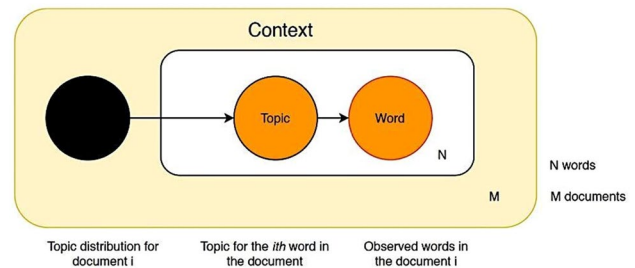 Context
Topic
Word
N
M
N words
M documents
Topic distribution for
document i
Topic for the ith word in
the document
Observed words in
the document i